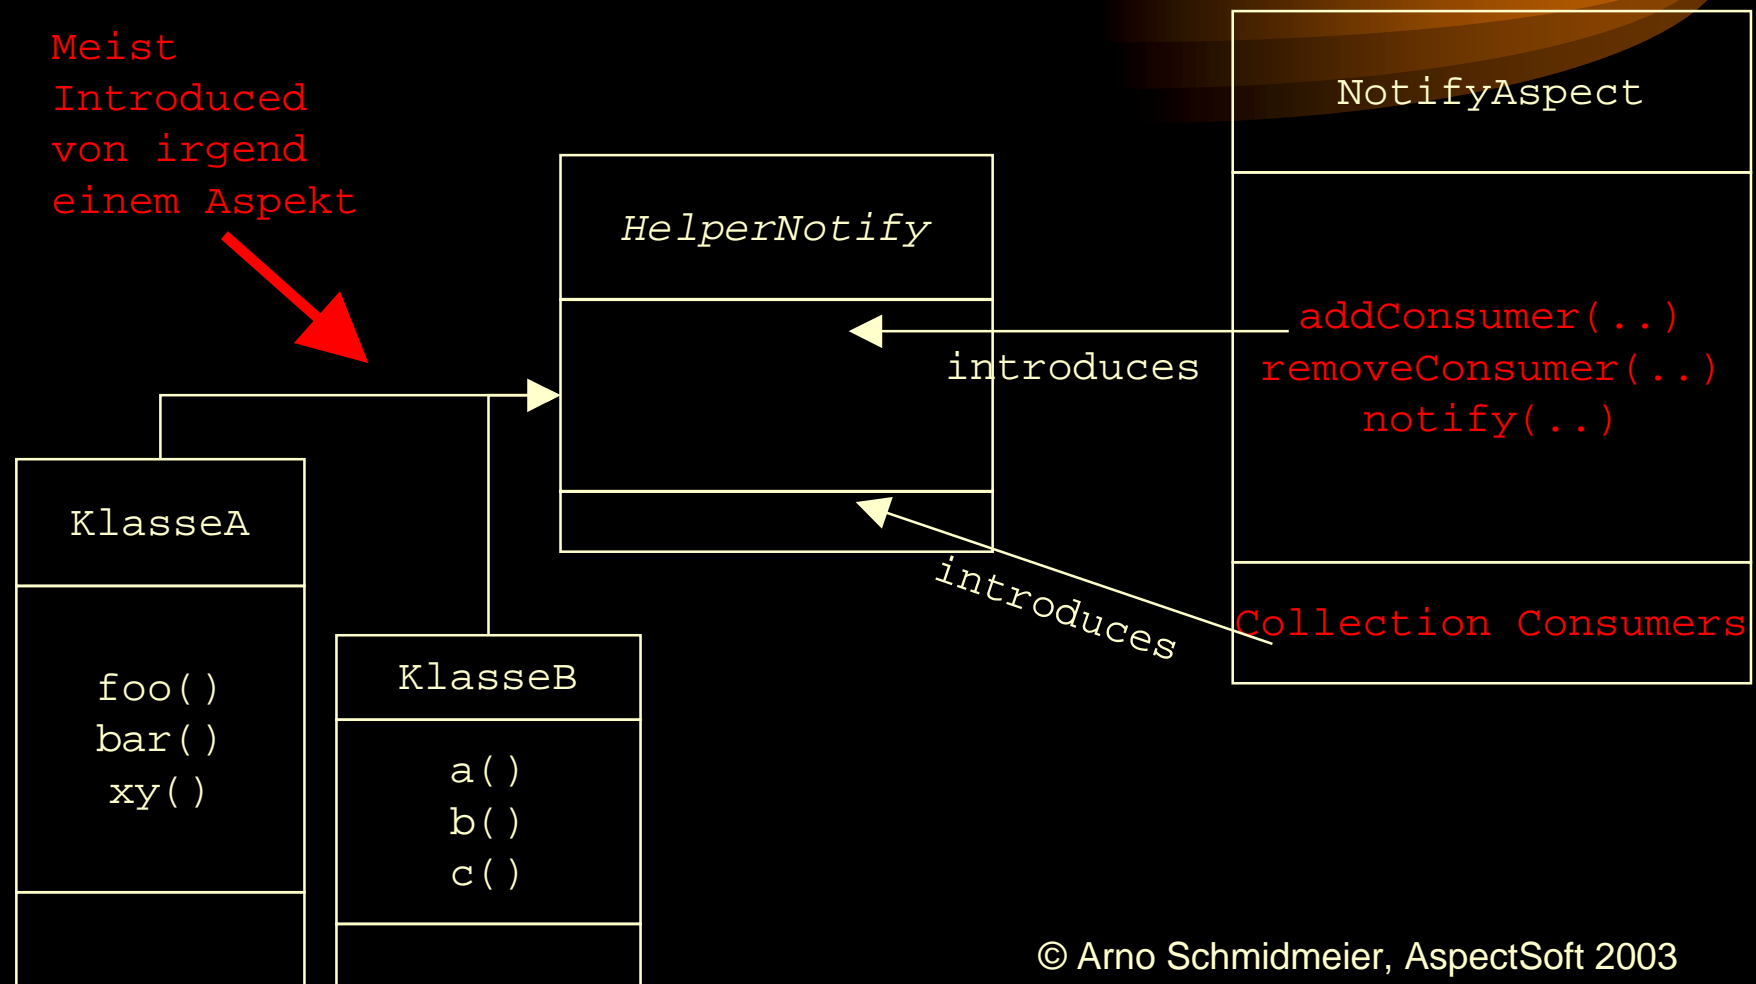 Meist
Introduced
von irgend
einem Aspekt
NotifyAspect
HelperNotify
addConsumer(..)
removeConsumer(..)
notify(..)
introduces
introduces
Collection Consumers
KlasseA
foo()
bar()
xy()
KlasseB
a()
b()
c()
© Arno Schmidmeier, AspectSoft 2003